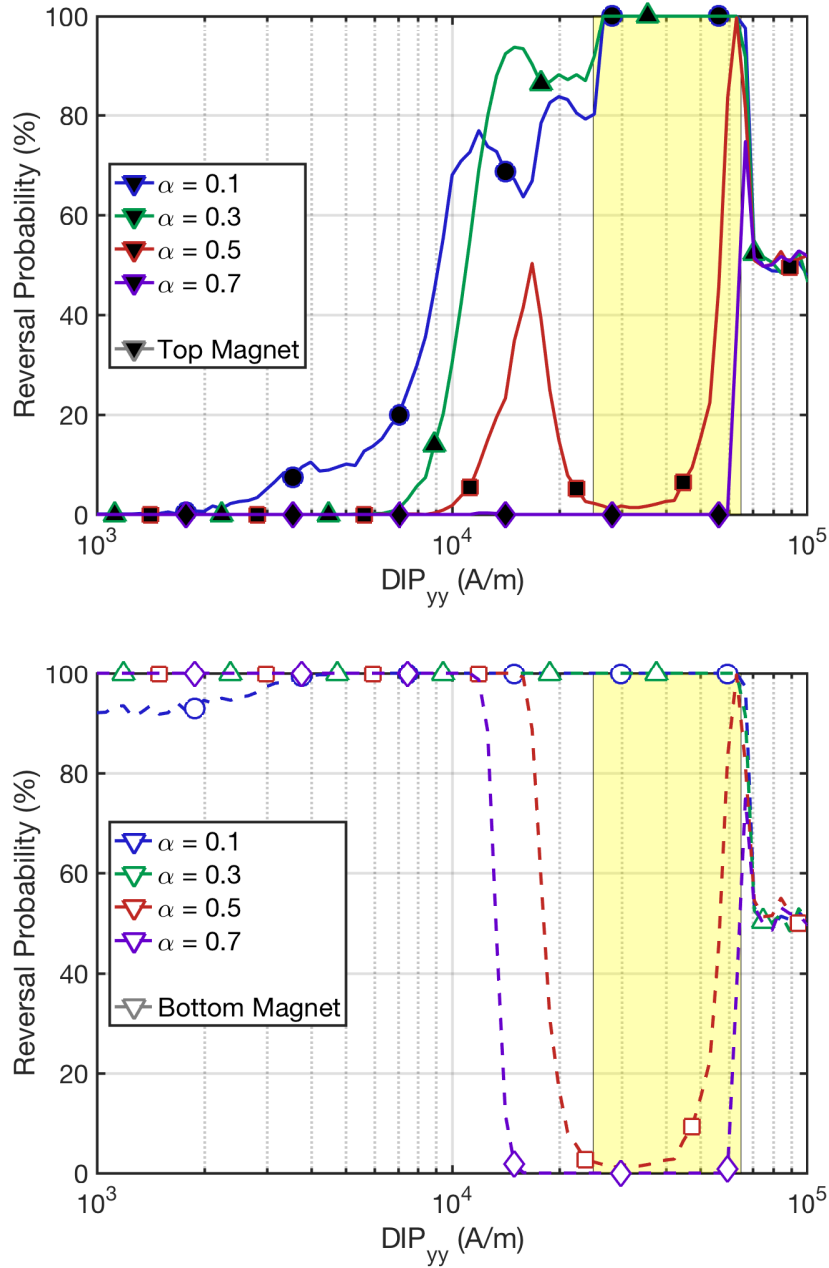 100
80
60
40
20
0
Reversal Probability (%)
α = 0.1
α = 0.3
α = 0.5
α = 0.7
Top Magnet
10³ 10⁴ 10⁵
DIPyy (A/m)
100
80
60
40
20
0
Reversal Probability (%)
α = 0.1
α = 0.3
α = 0.5
α = 0.7
Bottom Magnet
10³ 10⁴ 10⁵
DIPyy (A/m)